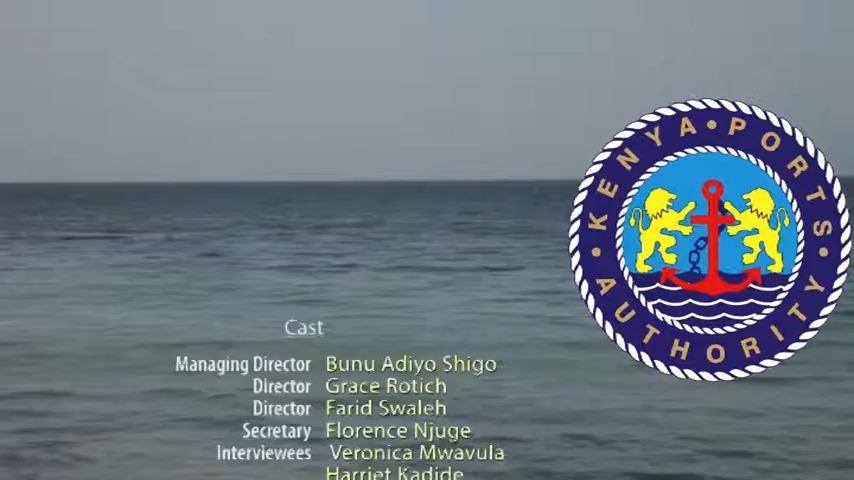 KENYA • PORTS
• AUTHORITY •
Cast
Managing Director Bunu Adiyo Shigo
Director Grace Rotich
Director Farid Swaleh
Secretary Florence Njuge
Interviewees Veronica Mwavula
Harriet Kadide